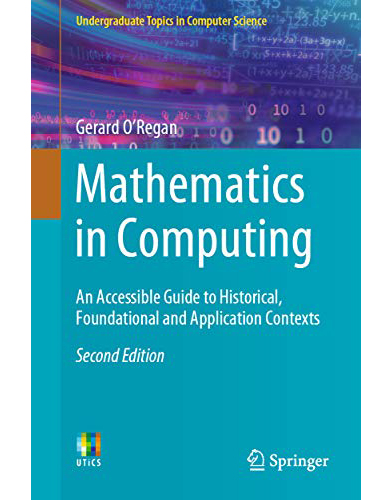 Undergraduate Topics in Computer Science
Gerard O'Regan
Mathematics
in Computing
An Accessible Guide to Historical,
Foundational and Application Contexts
Second Edition
UTiCS
Springer